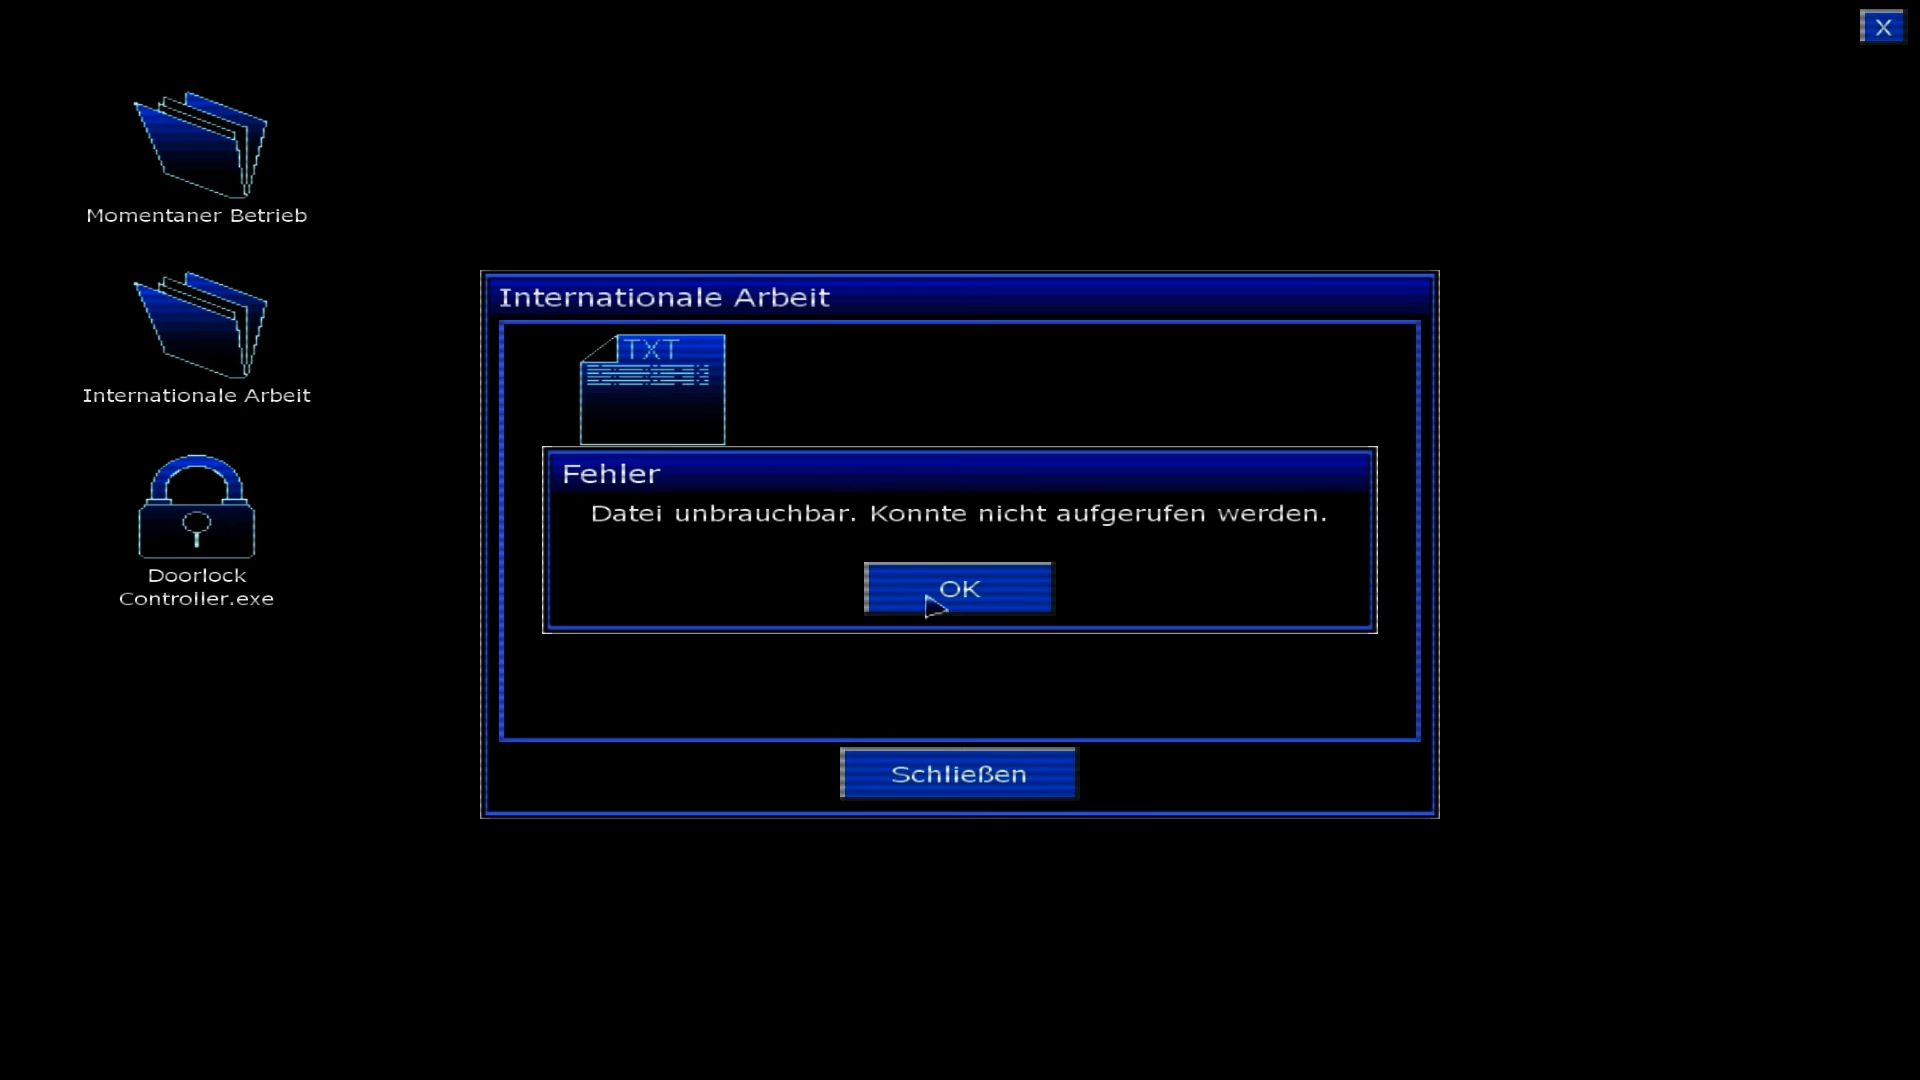 X
Momentaner Betrieb
Internationale Arbeit
Doorlock
Controller.exe
Internationale Arbeit
TXT
Fehler
Datei unbrauchbar. Konnte nicht aufgerufen werden.
OK
Schließen